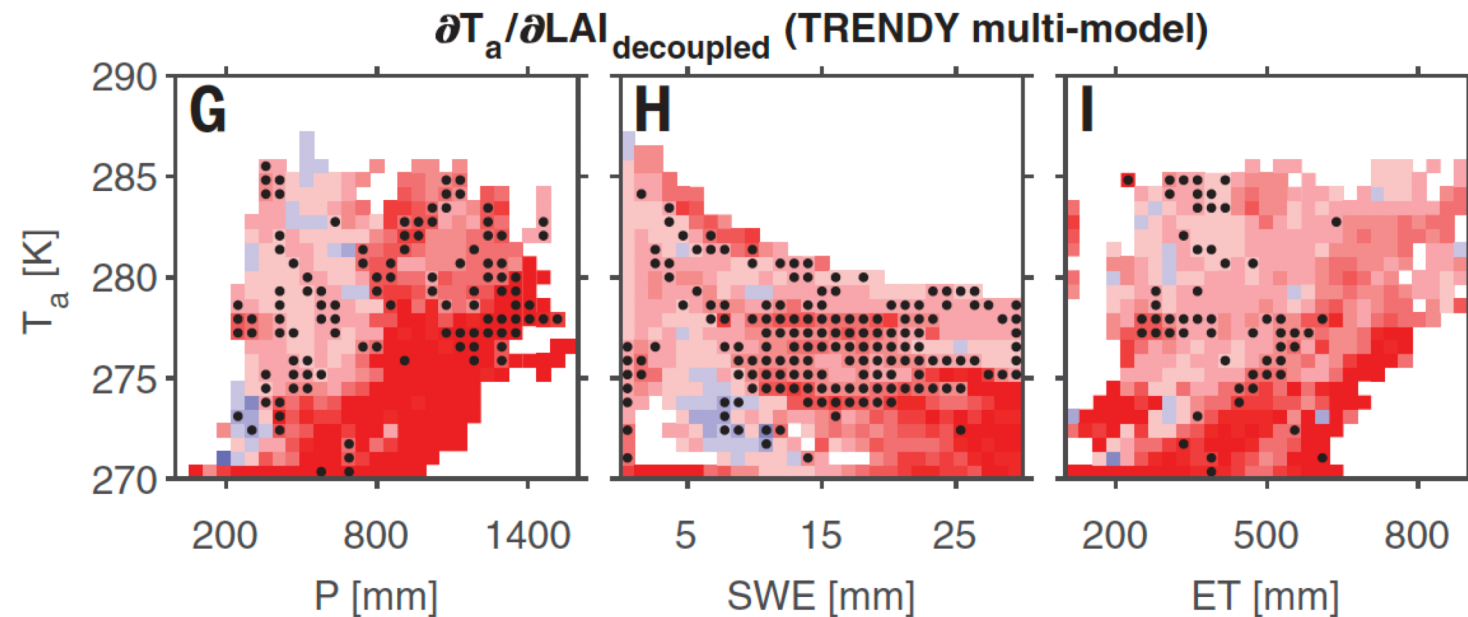 ∂Ta/∂LAIdecoupled (TRENDY multi-model)
G H I
290
285
280
275
270
Ta [K]
200 800 1400 5 15 25 200 500 800
P [mm] SWE [mm] ET [mm]